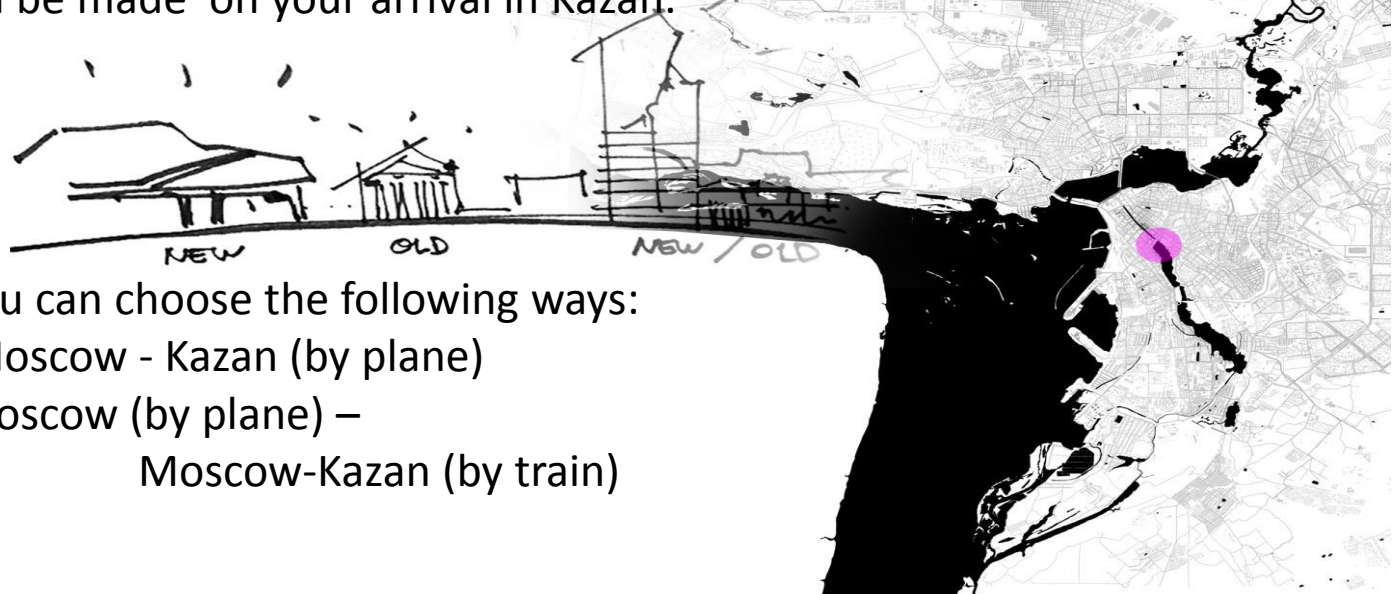 be made on your arrival in Kazan.
NEW
OLD
NEW / OLD
u can choose the following ways:
oscow - Kazan (by plane)
oscow (by plane) –
Moscow-Kazan (by train)